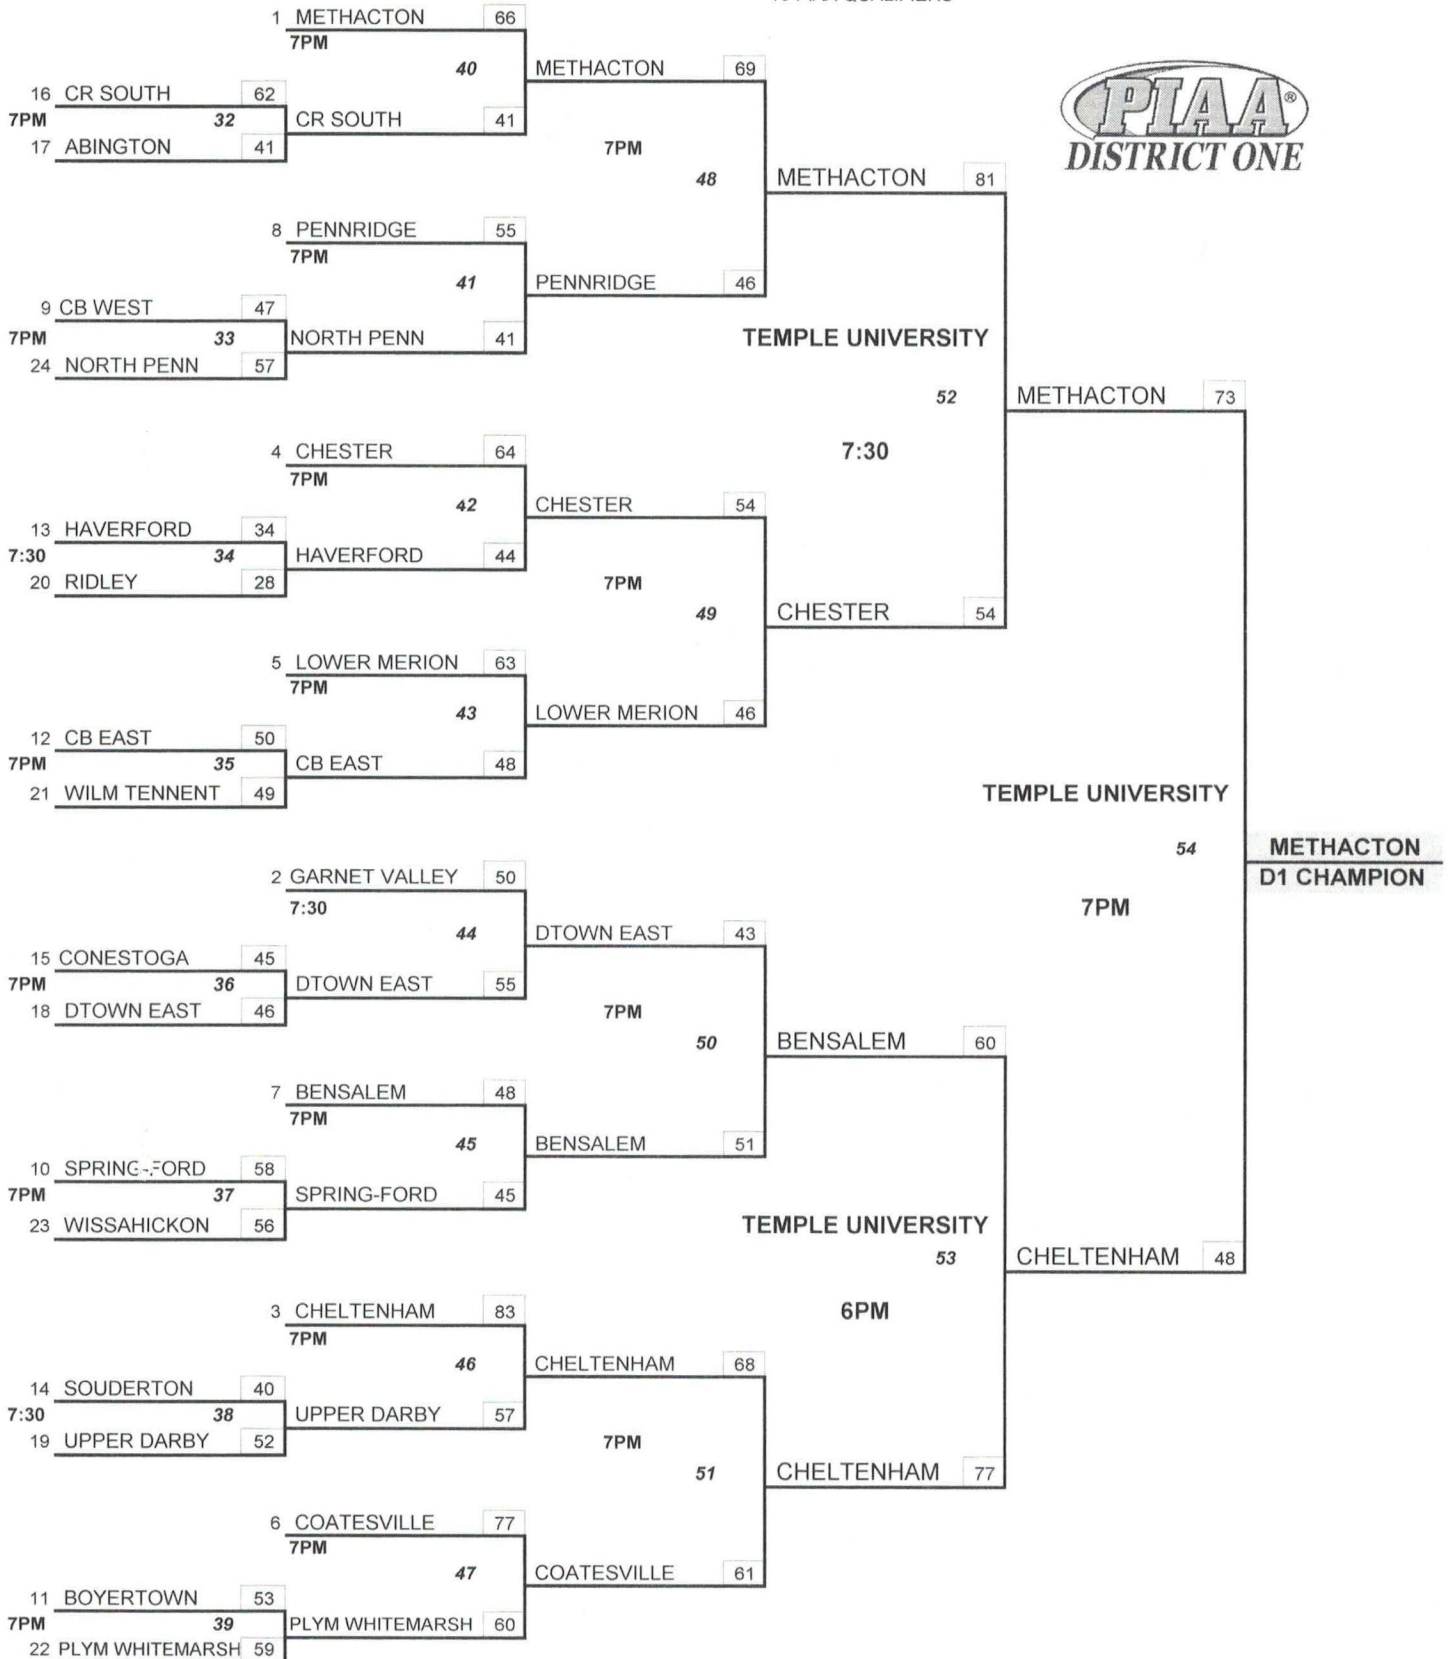 1 METHACTON 66
7PM
40 METHACTON 69
16 CR SOUTH 62
7PM 32 CR SOUTH 41
17 ABINGTON 41
7PM
48 METHACTON 81
8 PENNRIDGE 55
7PM
41 PENNRIDGE 46
9 CB WEST 47
7PM 33 NORTH PENN 41
24 NORTH PENN 57
TEMPLE UNIVERSITY
52 METHACTON 73
7:30
4 CHESTER 64
7PM
42 CHESTER 54
13 HAVERFORD 34
7:30 34 HAVERFORD 44
20 RIDLEY 28
7PM
49 CHESTER 54
5 LOWER MERION 63
7PM
43 LOWER MERION 46
12 CB EAST 50
7PM 35 CB EAST 48
21 WILM TENNENT 49
TEMPLE UNIVERSITY
54 METHACTON
D1 CHAMPION
7PM
2 GARNET VALLEY 50
7:30
44 DTOWN EAST 43
15 CONESTOGA 45
7PM 36 DTOWN EAST 55
18 DTOWN EAST 46
7PM
50 BENSALEM 60
7 BENSALEM 48
7PM
45 BENSALEM 51
10 SPRING-FORD 58
7PM 37 SPRING-FORD 45
23 WISSAHICKON 56
TEMPLE UNIVERSITY
53 CHELTENHAM 48
6PM
3 CHELTENHAM 83
7PM
46 CHELTENHAM 68
14 SOUDERTON 40
7:30 38 UPPER DARBY 57
19 UPPER DARBY 52
7PM
51 CHELTENHAM 77
6 COATESVILLE 77
7PM
47 COATESVILLE 61
11 BOYERTOWN 53
7PM 39 PLYM WHITEMARSH 60
22 PLYM WHITEMARSH 59
PIAA®
DISTRICT ONE